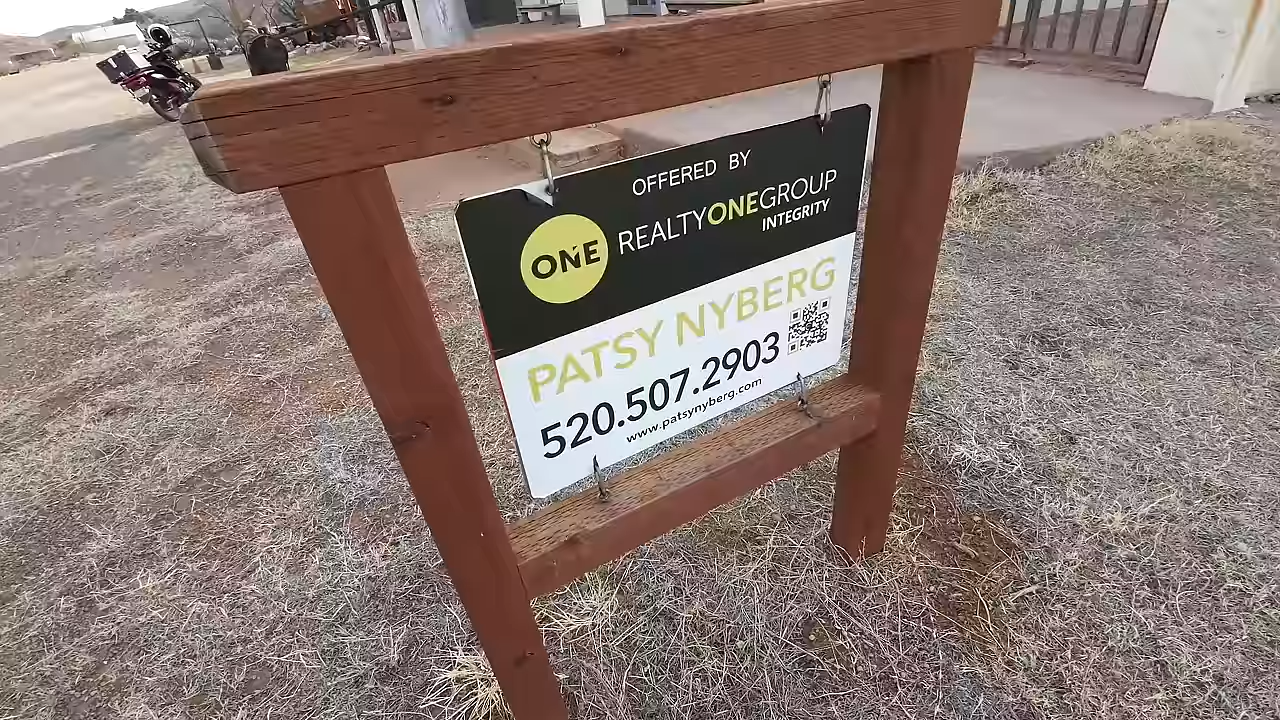 OFFERED BY
ONE
REALTYONEGROUP
INTEGRITY
PATSY NYBERG
520.507.2903
www.patsynyberg.com